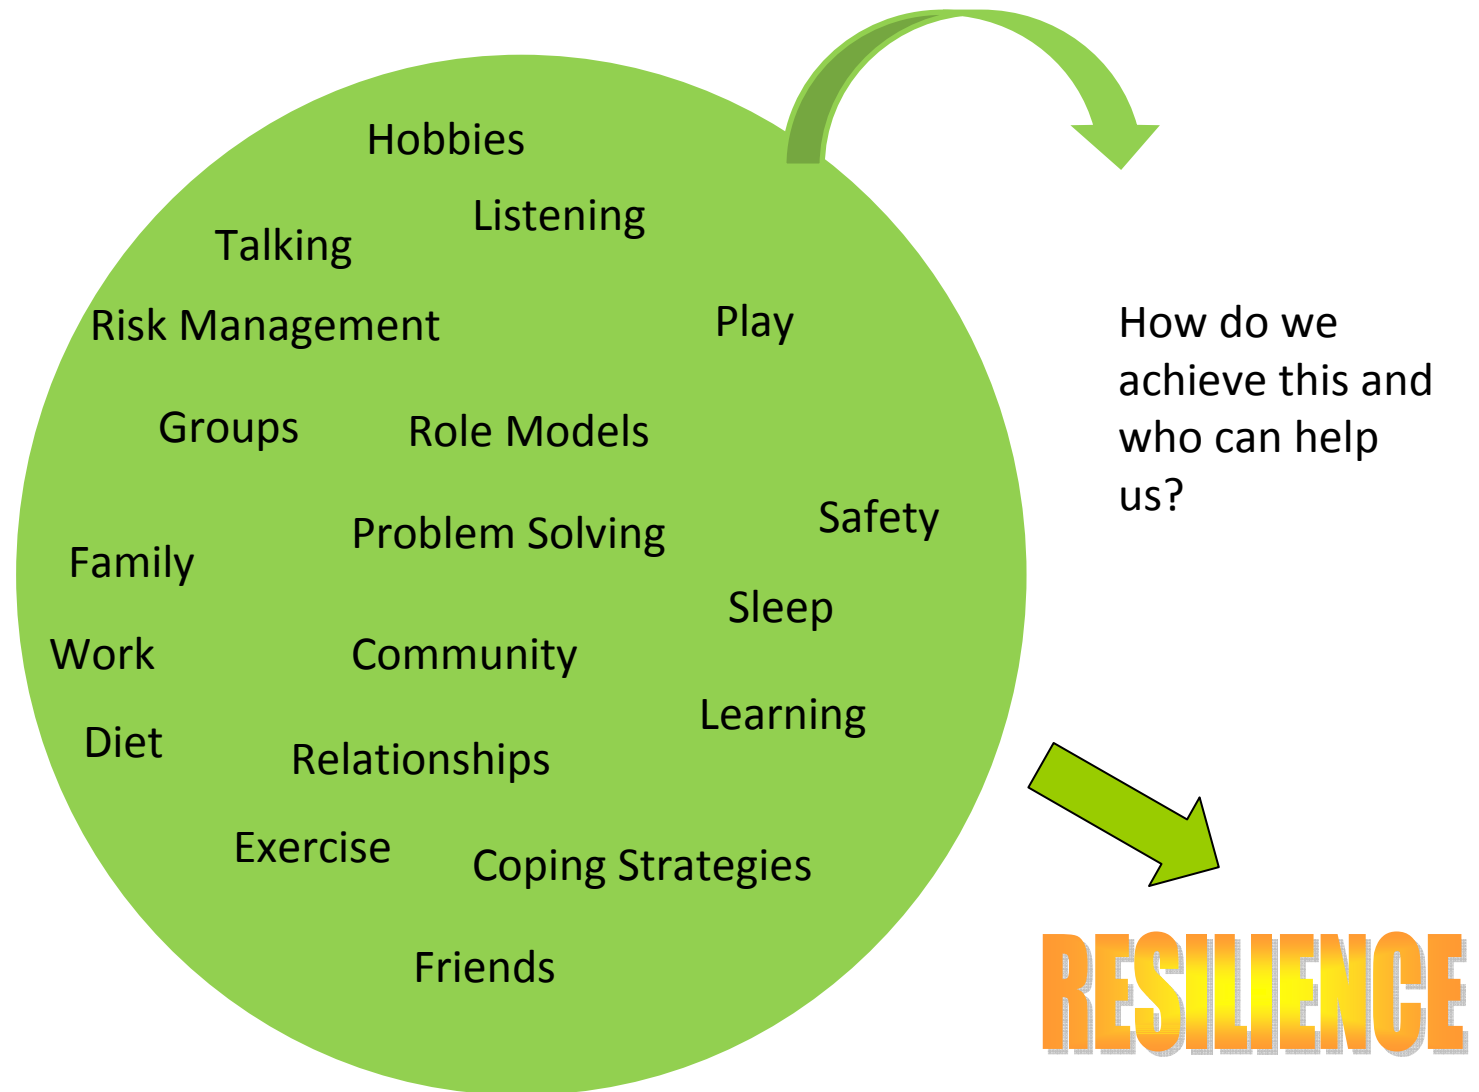 Hobbies
Listening
Talking
Risk Management
Play
Groups
Role Models
Problem Solving
Safety
Family
Sleep
Work
Community
Learning
Diet
Relationships
Exercise
Coping Strategies
Friends
How do we
achieve this and
who can help
us?
RESILIENCE